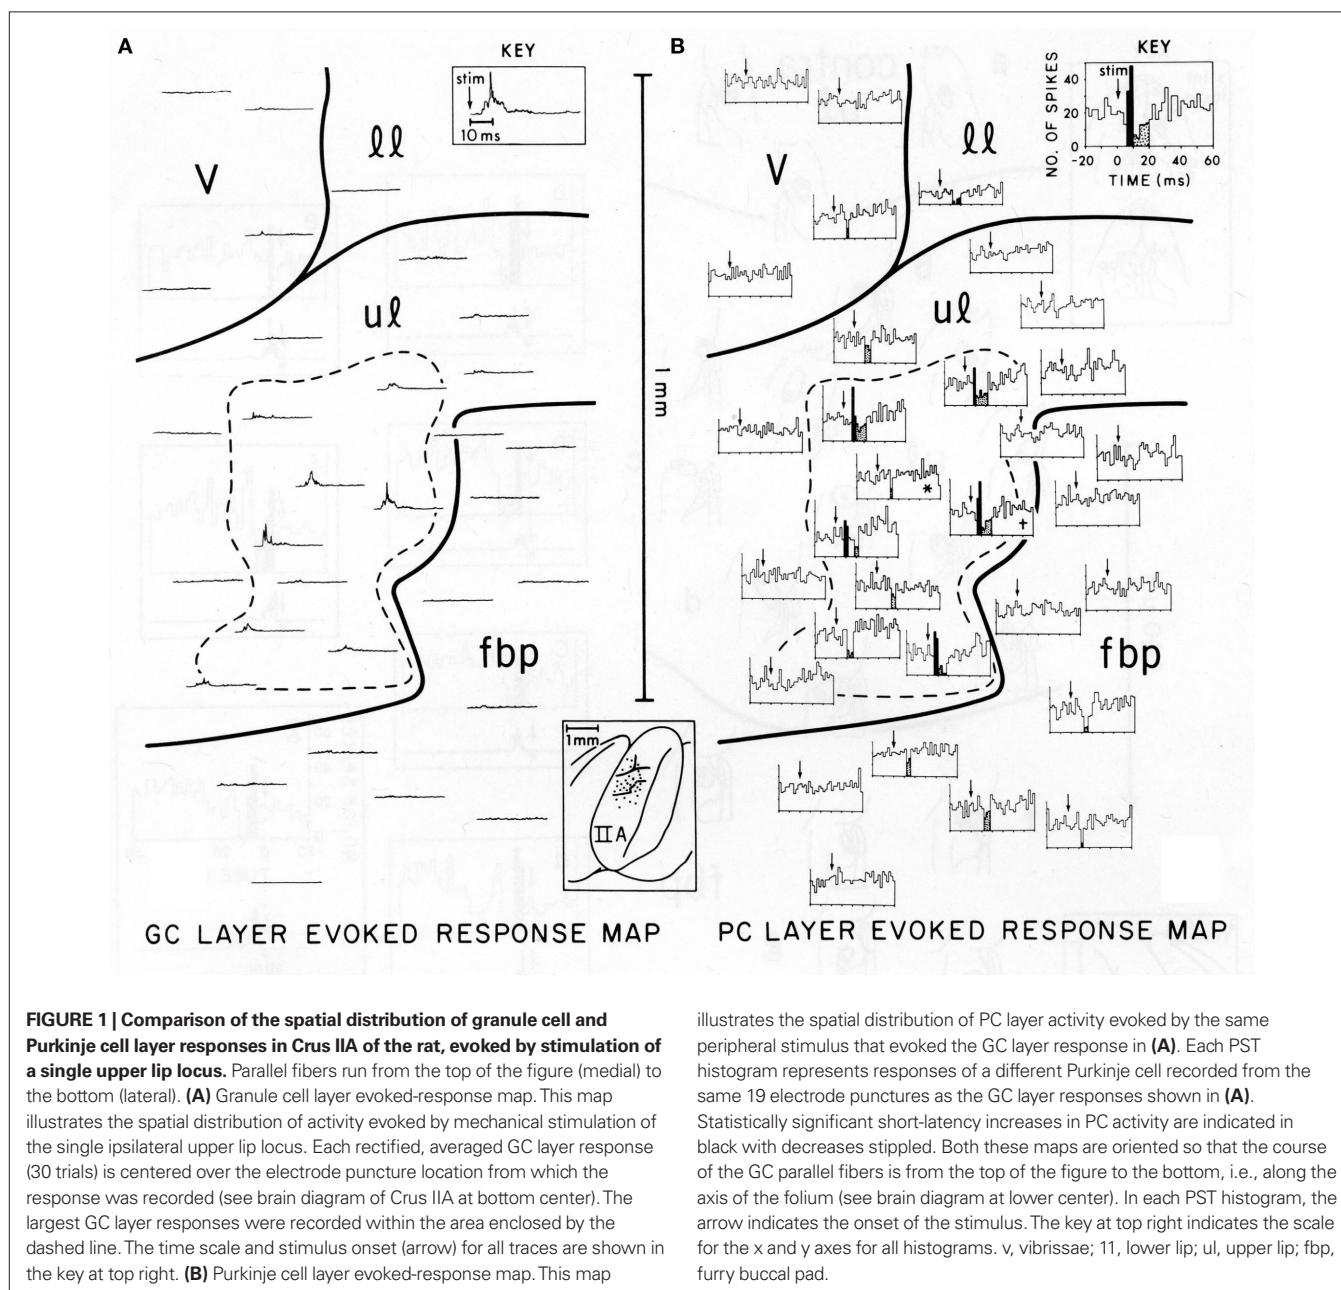 A
KEY
stim
10 ms
ll
V
ul
fbp
1 mm
1mm
IIA
GC LAYER EVOKED RESPONSE MAP
B
KEY
NO. OF SPIKES
40
20
0
stim
-20 0 20 40 60
TIME (ms)
V
ll
ul
*
†
fbp
PC LAYER EVOKED RESPONSE MAP
FIGURE 1 | Comparison of the spatial distribution of granule cell and
Purkinje cell layer responses in Crus IIA of the rat, evoked by stimulation of
a single upper lip locus. Parallel fibers run from the top of the figure (medial) to
the bottom (lateral). (A) Granule cell layer evoked-response map. This map
illustrates the spatial distribution of activity evoked by mechanical stimulation of
the single ipsilateral upper lip locus. Each rectified, averaged GC layer response
(30 trials) is centered over the electrode puncture location from which the
response was recorded (see brain diagram of Crus IIA at bottom center). The
largest GC layer responses were recorded within the area enclosed by the
dashed line. The time scale and stimulus onset (arrow) for all traces are shown in
the key at top right. (B) Purkinje cell layer evoked-response map. This map
illustrates the spatial distribution of PC layer activity evoked by the same
peripheral stimulus that evoked the GC layer response in (A). Each PST
histogram represents responses of a different Purkinje cell recorded from the
same 19 electrode punctures as the GC layer responses shown in (A).
Statistically significant short-latency increases in PC activity are indicated in
black with decreases stippled. Both these maps are oriented so that the course
of the GC parallel fibers is from the top of the figure to the bottom, i.e., along the
axis of the folium (see brain diagram at lower center). In each PST histogram, the
arrow indicates the onset of the stimulus. The key at top right indicates the scale
for the x and y axes for all histograms. v, vibrissae; 11, lower lip; ul, upper lip; fbp,
furry buccal pad.